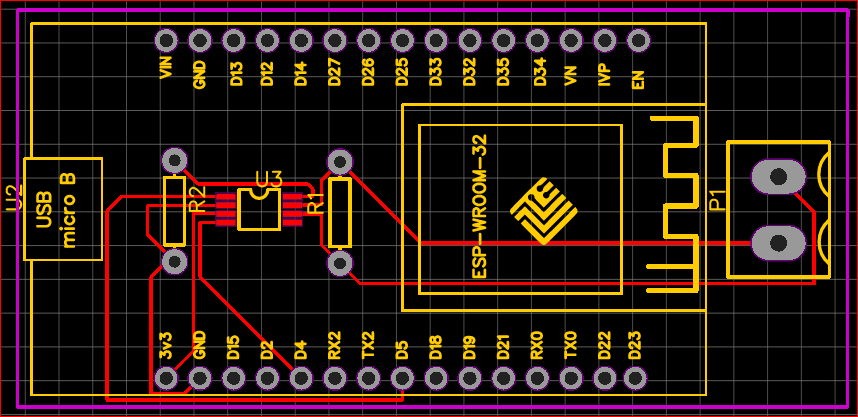 VIN GND D13 D12 D14 D27 D26 D25 D33 D32 D35 D34 VN IVP EN
U2
USB
micro B
R2
U3
R1
ESP-WROOM-32
P1
3v3 GND D15 D2 D4 RX2 TX2 D5 D18 D19 D21 RX0 TX0 D22 D23